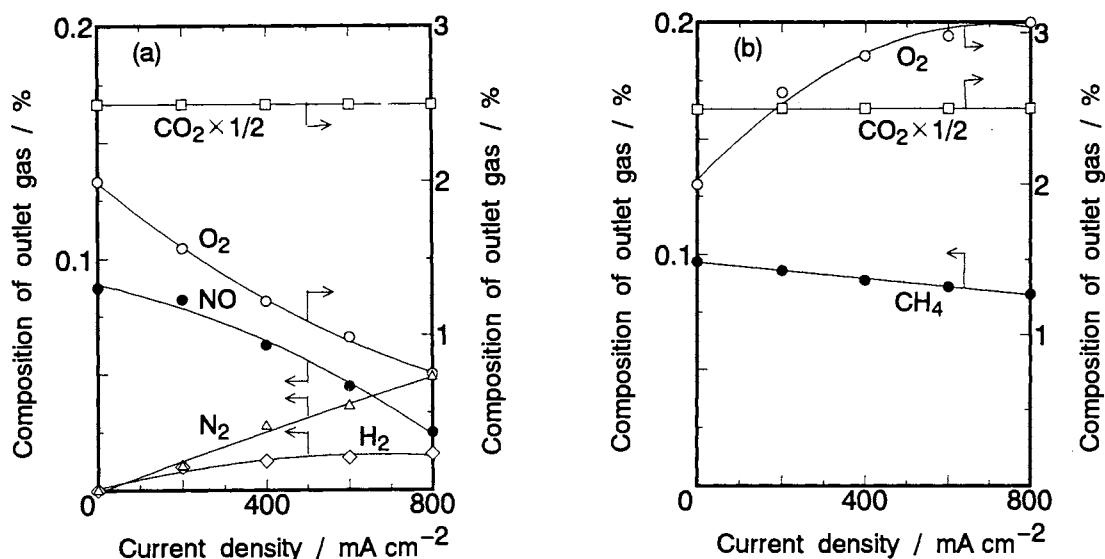 Composition of outlet gas / %
0.2
0.1
0
(a)
CO2 × 1/2
O2
NO
N2
H2
3
2
1
Composition of outlet gas / %
0 400 800
Current density / mA cm-2
Composition of outlet gas / %
0.2
0.1
(b)
O2
CO2 × 1/2
CH4
3
2
1
Composition of outlet gas / %
0 400 800
Current density / mA cm-2